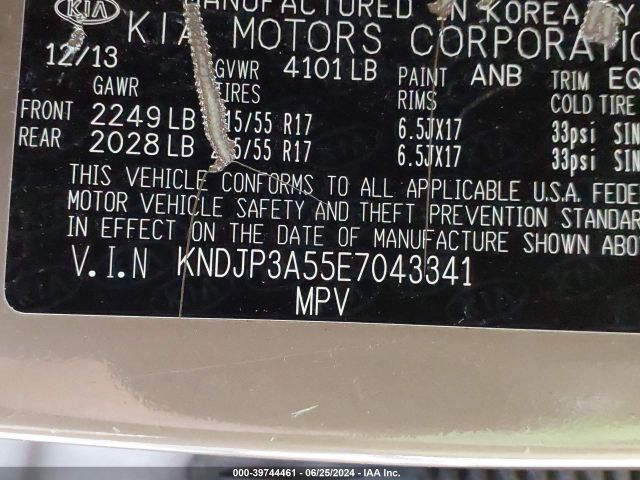 KIA MANUFACTURED IN KOREA BY
KIA MOTORS CORPORATION
12/13 GVWR 4101 LB PAINT ANB TRIM EQ
GAWR TIRES RIMS COLD TIRE
FRONT 2249 LB 15/55 R17 6.5JX17 33psi SIN
REAR 2028 LB 5/55 R17 6.5JX17 33psi SIN
THIS VEHICLE CONFORMS TO ALL APPLICABLE U.S.A. FEDE
MOTOR VEHICLE SAFETY AND THEFT PREVENTION STANDAR
IN EFFECT ON THE DATE OF MANUFACTURE SHOWN ABO
V.I.N KNDJP3A55E7043341
MPV
000-39744461 - 06/25/2024 - IAA Inc.